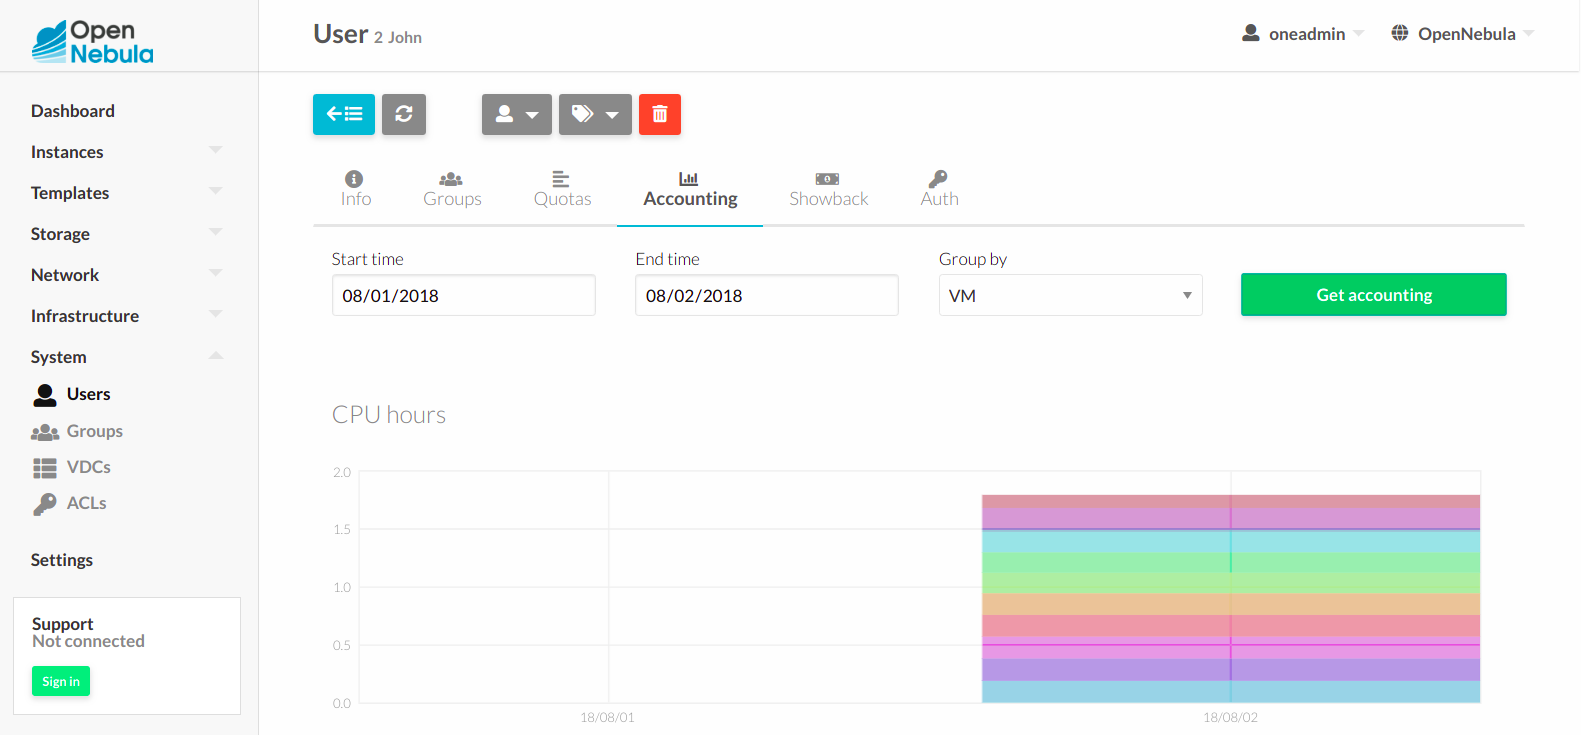 Open
Nebula
User 2 John
oneadmin
OpenNebula
Dashboard
Instances
Templates
Storage
Network
Infrastructure
System
Users
Groups
VDCs
ACLs
Settings
Support
Not connected
Sign in
Info
Groups
Quotas
Accounting
Showback
Auth
Start time
End time
Group by
08/01/2018
08/02/2018
VM
Get accounting
CPU hours
2.0
1.5
1.0
0.5
0.0
18/08/01
18/08/02